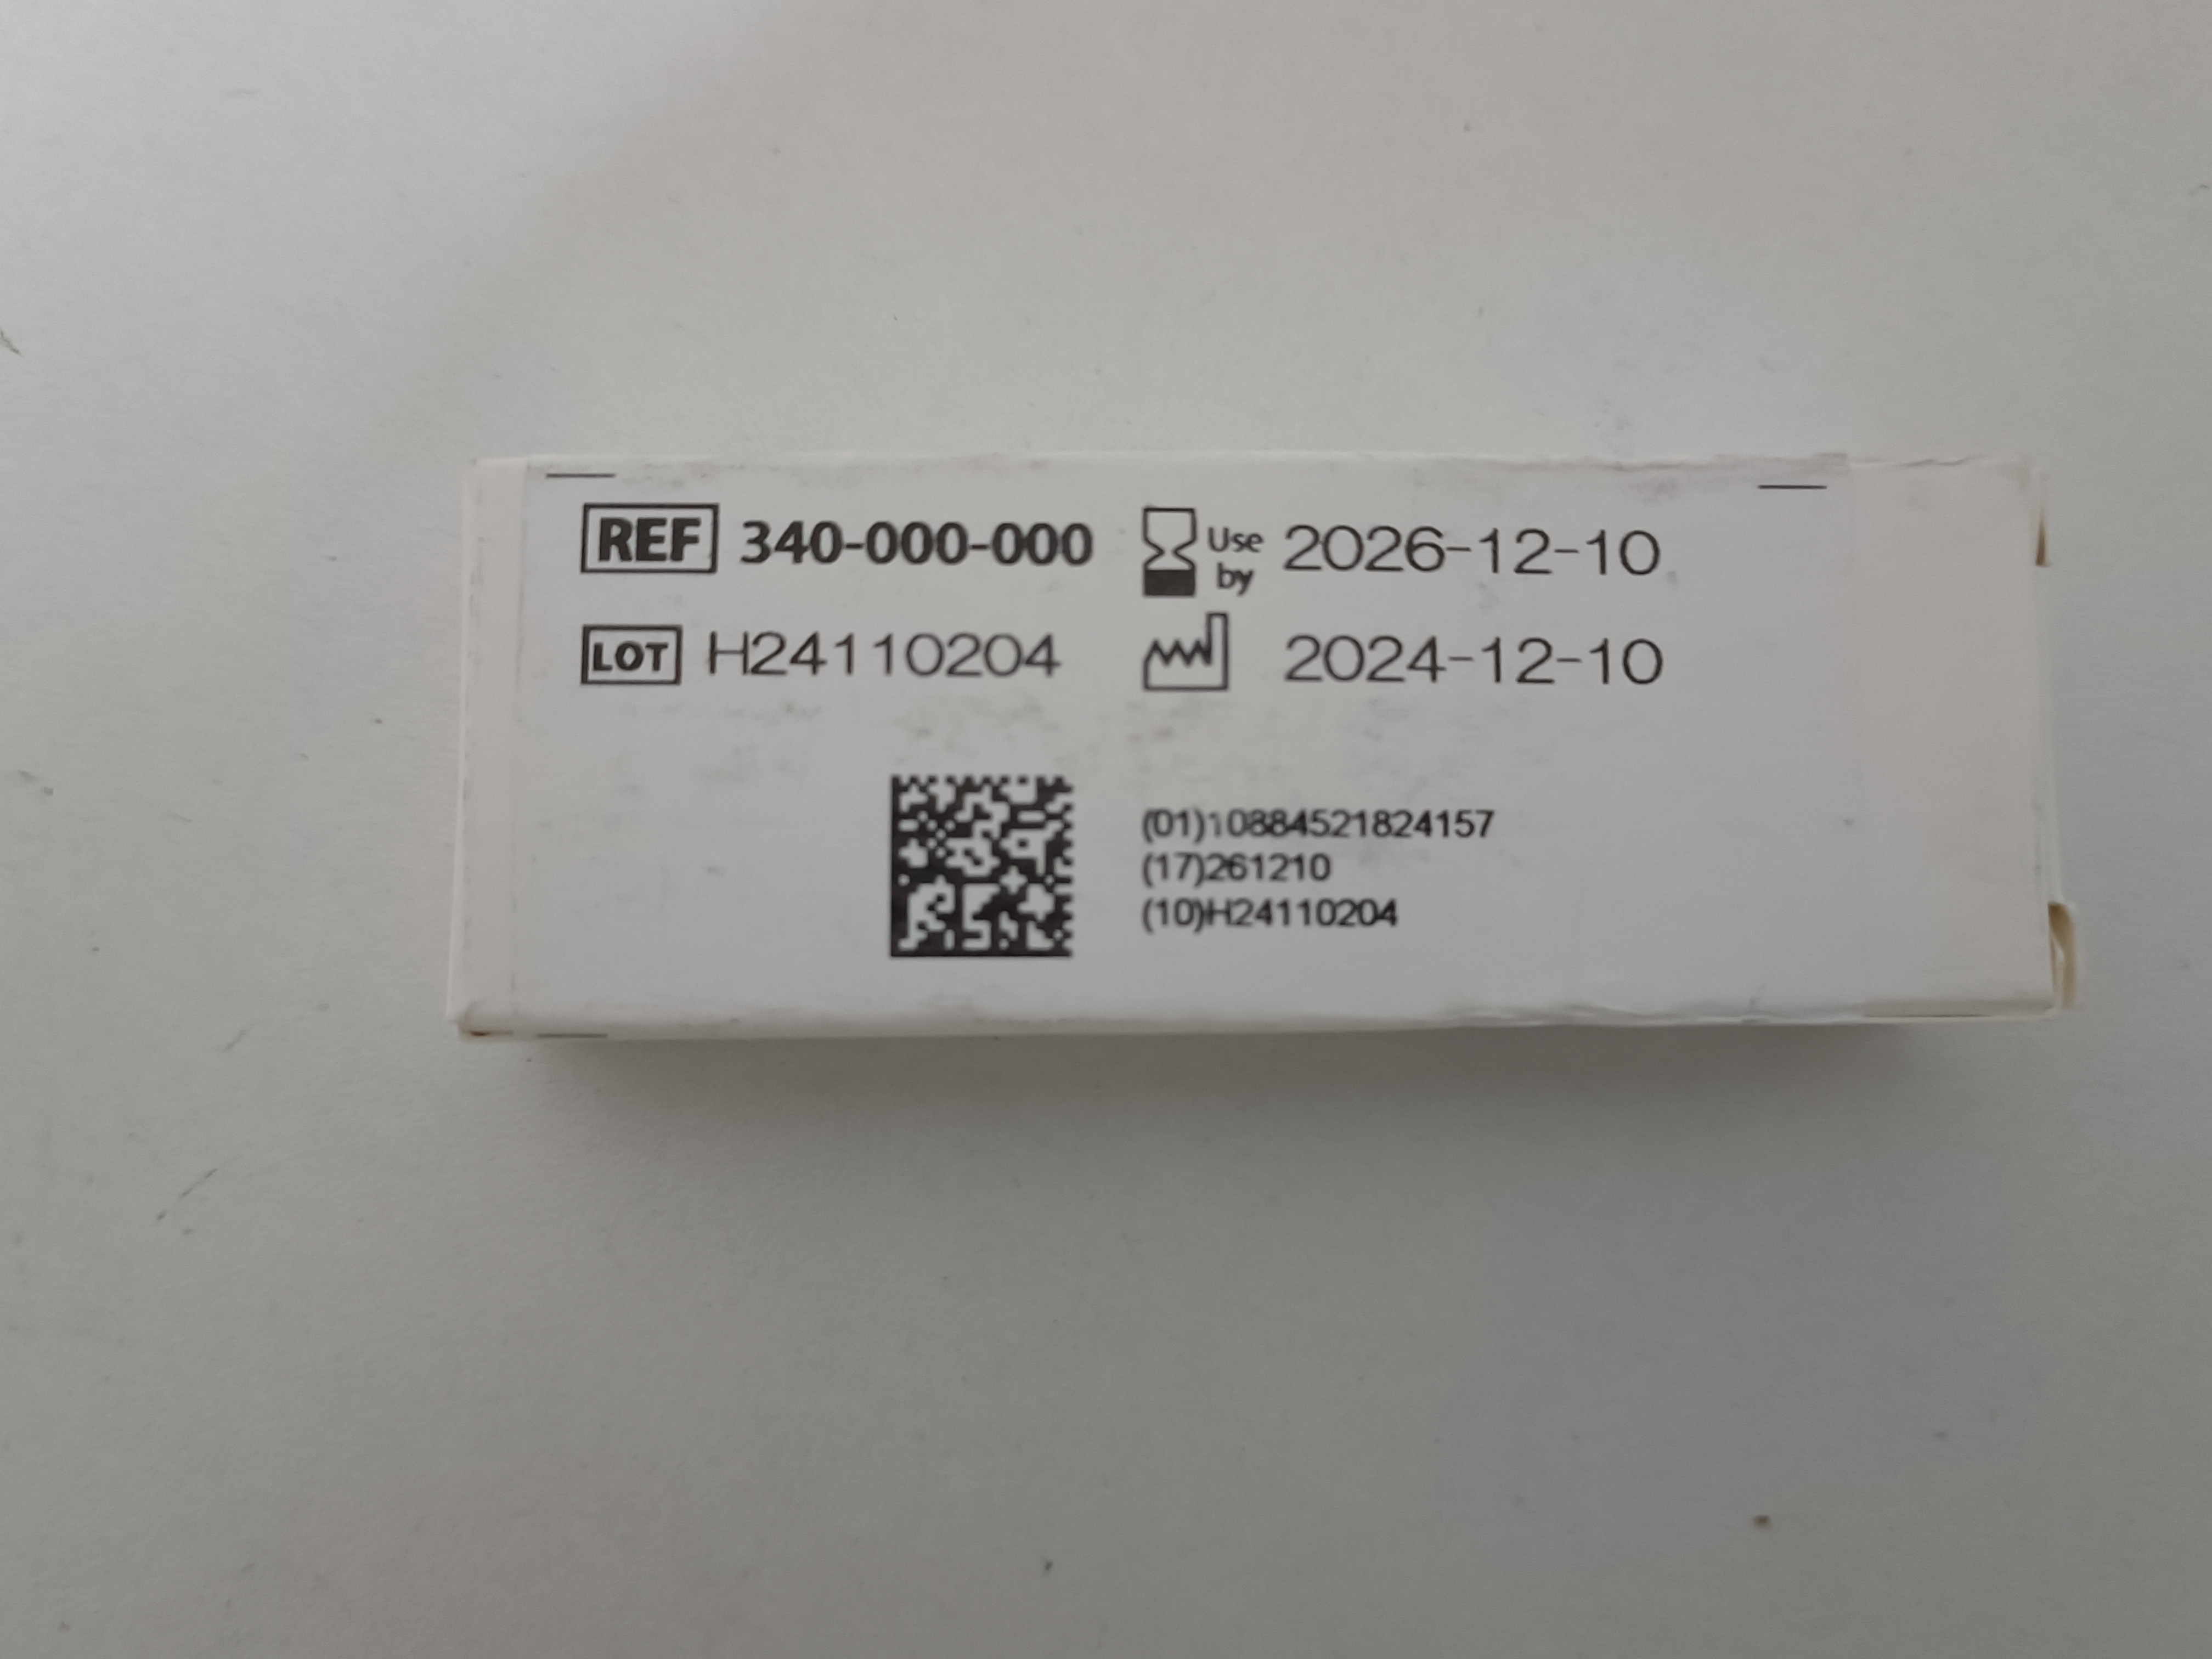 REF 340-000-000 Use by 2026-12-10
LOT H24110204 2024-12-10
(01)10884521824157
(17)261210
(10)H24110204